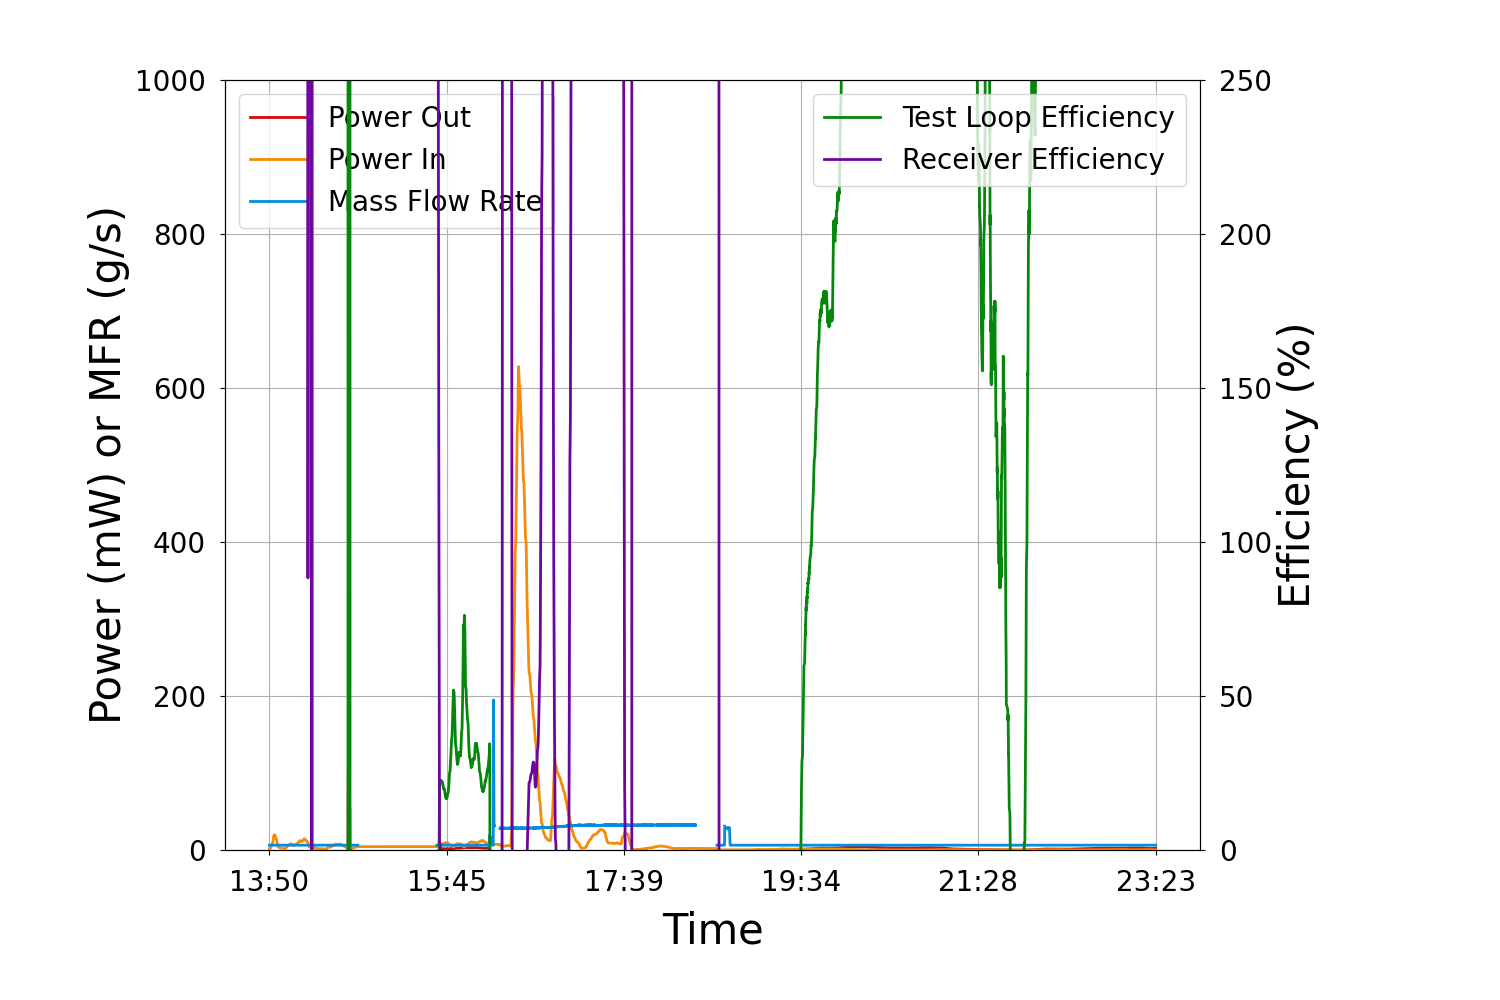 1000
800
600
400
200
0
Power (mW) or MFR (g/s)
Power Out
Power In
Mass Flow Rate
Test Loop Efficiency
Receiver Efficiency
250
200
150
100
50
0
Efficiency (%)
13:50 15:45 17:39 19:34 21:28 23:23
Time